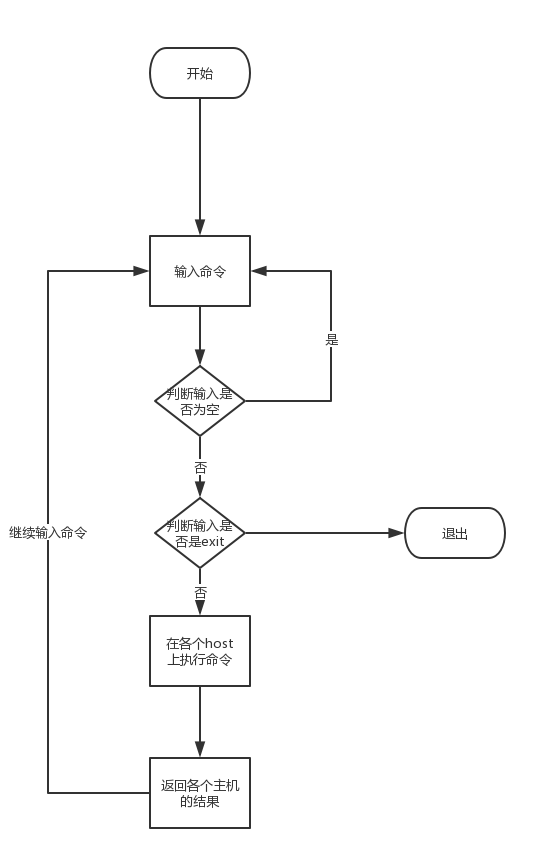 开始
输入命令
是
判断输入是
否为空
否
继续输入命令
判断输入是
否是exit
退出
否
在各个host
上执行命令
返回各个主机
的结果